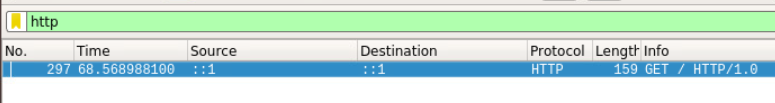 http
No. Time Source Destination Protocol Length Info
297 68.568988100 ::1 ::1 HTTP 159 GET / HTTP/1.0